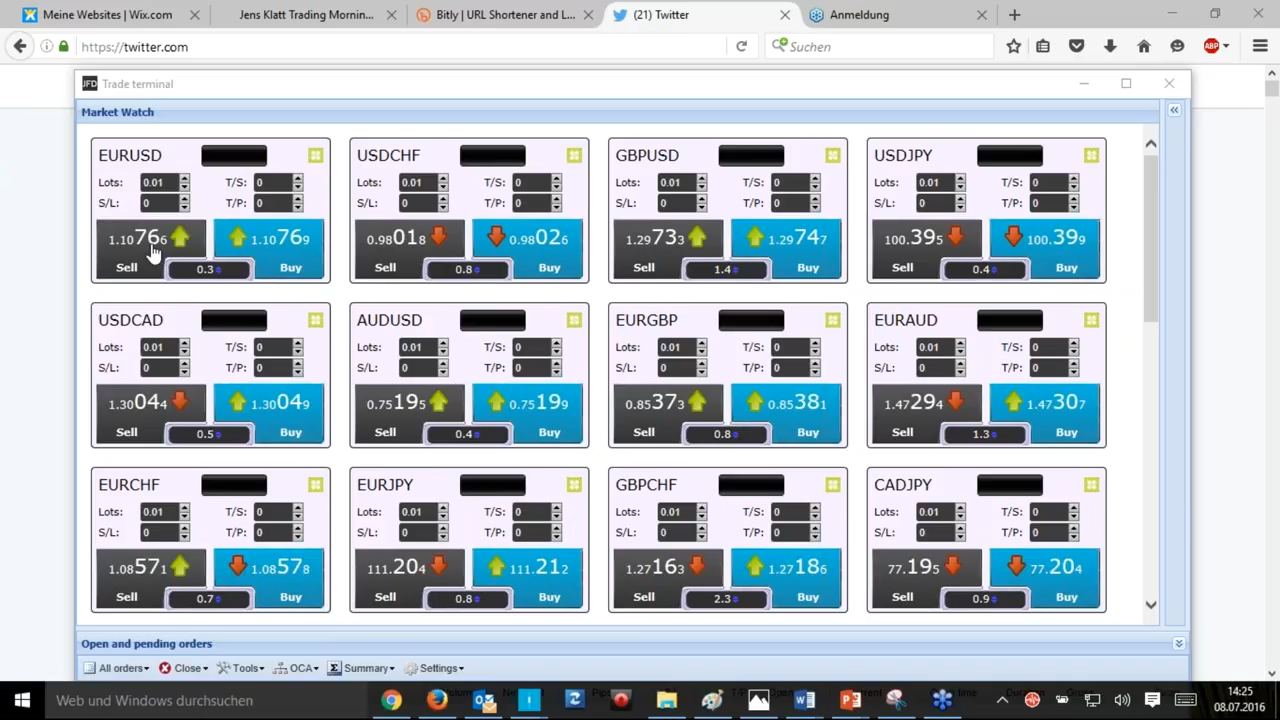 Meine Websites | Wix.com
Jens Klatt Trading Mornin...
Bitly | URL Shortener and L...
(21) Twitter
Anmeldung
https://twitter.com
Suchen
ABP
JFD Trade terminal
Market Watch
EURUSD
Lots: 0.01 T/S: 0
S/L: 0 T/P: 0
1.10766 1.10769
Sell 0.3 Buy
USDCHF
Lots: 0.01 T/S: 0
S/L: 0 T/P: 0
0.98018 0.98026
Sell 0.8 Buy
GBPUSD
Lots: 0.01 T/S: 0
S/L: 0 T/P: 0
1.29733 1.29747
Sell 1.4 Buy
USDJPY
Lots: 0.01 T/S: 0
S/L: 0 T/P: 0
100.395 100.399
Sell 0.4 Buy
USDCAD
Lots: 0.01 T/S: 0
S/L: 0 T/P: 0
1.30044 1.30049
Sell 0.5 Buy
AUDUSD
Lots: 0.01 T/S: 0
S/L: 0 T/P: 0
0.75195 0.75199
Sell 0.4 Buy
EURGBP
Lots: 0.01 T/S: 0
S/L: 0 T/P: 0
0.85373 0.85381
Sell 0.8 Buy
EURAUD
Lots: 0.01 T/S: 0
S/L: 0 T/P: 0
1.47294 1.47307
Sell 1.3 Buy
EURCHF
Lots: 0.01 T/S: 0
S/L: 0 T/P: 0
1.08571 1.08578
Sell 0.7 Buy
EURJPY
Lots: 0.01 T/S: 0
S/L: 0 T/P: 0
111.204 111.212
Sell 0.8 Buy
GBPCHF
Lots: 0.01 T/S: 0
S/L: 0 T/P: 0
1.27163 1.27186
Sell 2.3 Buy
CADJPY
Lots: 0.01 T/S: 0
S/L: 0 T/P: 0
77.195 77.204
Sell 0.9 Buy
Open and pending orders
All orders Close Tools OCA Summary Settings
Web und Windows durchsuchen
14:25
08.07.2016